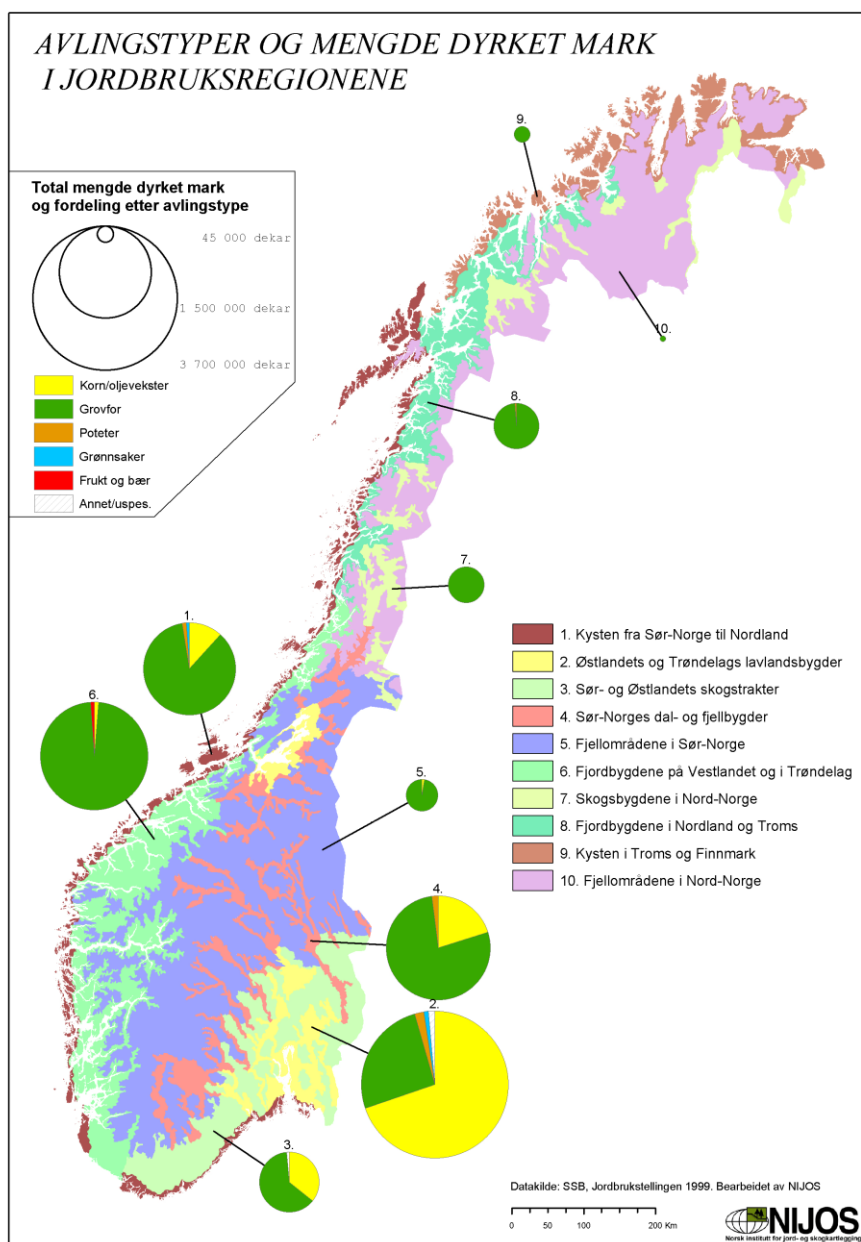 AVLINGSTYPER OG MENGDE DYRKET MARK
I JORDBRUKSREGIONENE
Total mengde dyrket mark
og fordeling etter avlingstype
45 000 dekar
1 500 000 dekar
3 700 000 dekar
Korn/oljevekster
Grovfor
Poteter
Grønnsaker
Frukt og bær
Annet/uspes.
9.
10.
8.
7.
1.
6.
5.
4.
2.
3.
1. Kysten fra Sør-Norge til Nordland
2. Østlandets og Trøndelags lavlandsbygder
3. Sør- og Østlandets skogstrakter
4. Sør-Norges dal- og fjellbygder
5. Fjellområdene i Sør-Norge
6. Fjordbygdene på Vestlandet og i Trøndelag
7. Skogsbygdene i Nord-Norge
8. Fjordbygdene i Nordland og Troms
9. Kysten i Troms og Finnmark
10. Fjellområdene i Nord-Norge
Datakilde: SSB, Jordbrukstellingen 1999. Bearbeidet av NIJOS
0 50 100 200 Km
NIJOS
Norsk institutt for jord- og skogkartlegging